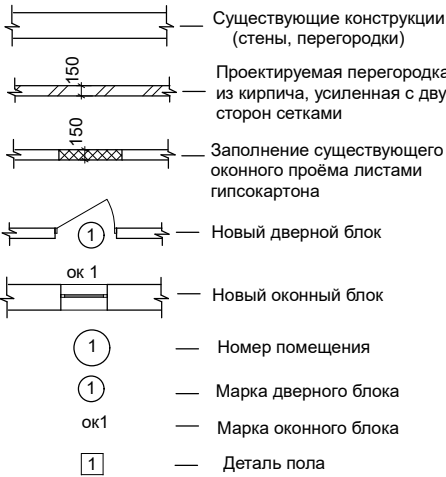 Существующие конструкции
(стены, перегородки)
150
Проектируемая перегородка
из кирпича, усиленная с дву
сторон сетками
150
Заполнение существующего
оконного проёма листами
гипсокартона
1
Новый дверной блок
ок 1
Новый оконный блок
1
Номер помещения
1
Марка дверного блока
ок1
Марка оконного блока
1
Деталь пола